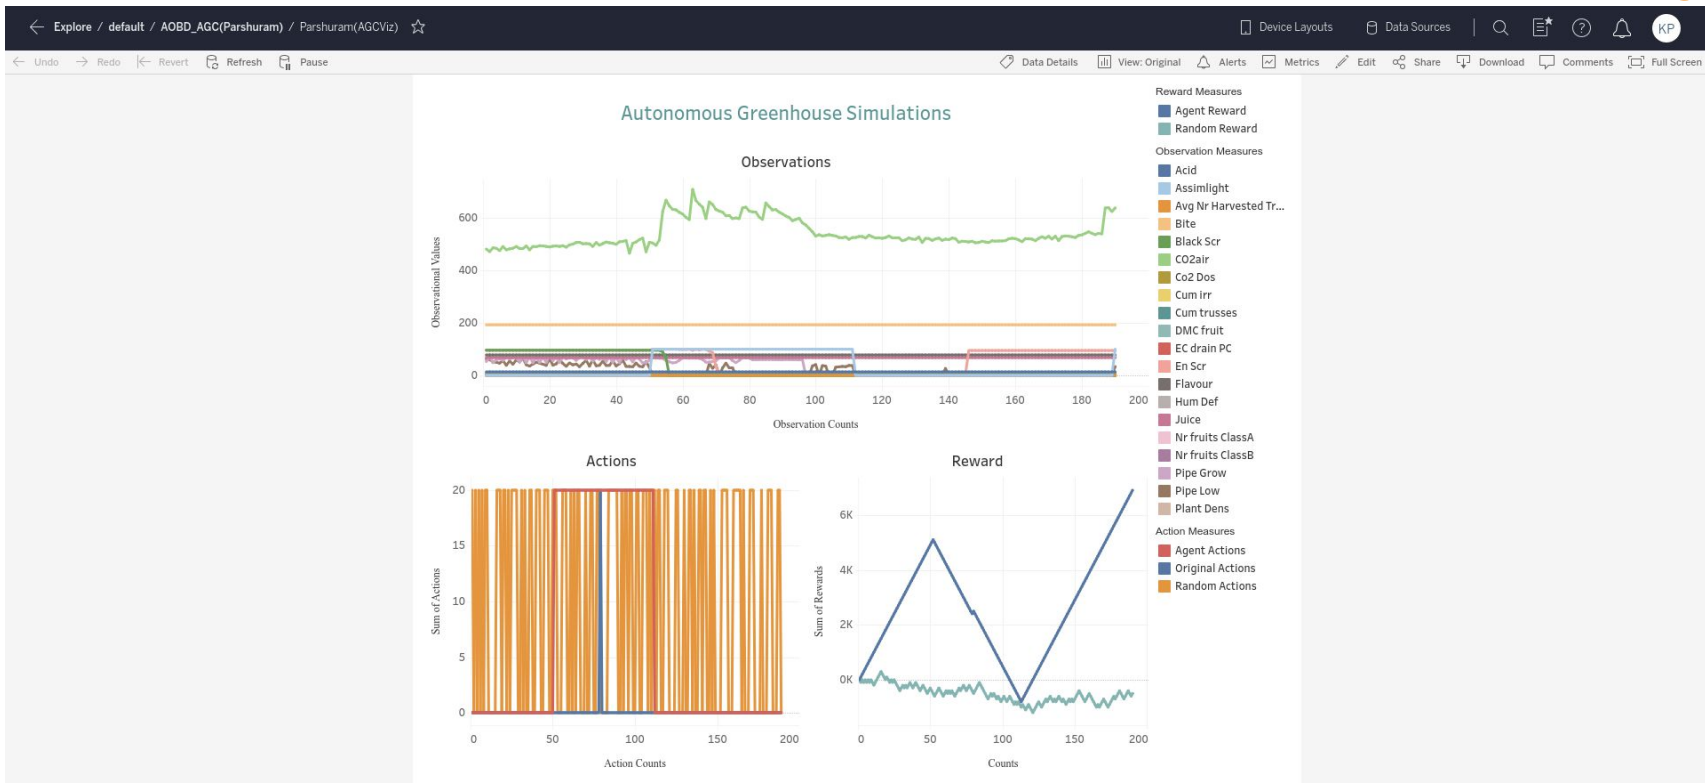 Explore / default / AOBD_AGC(Parshuram) / Parshuram(AGCViz)
Device Layouts
Data Sources
KP
Undo
Redo
Revert
Refresh
Pause
Data Details
View: Original
Alerts
Metrics
Edit
Share
Download
Comments
Full Screen
Autonomous Greenhouse Simulations
Observations
Observational Values
600
400
200
0
0 20 40 60 80 100 120 140 160 180 200
Observation Counts
Actions
Sum of Actions
20
15
10
5
0
0 50 100 150 200
Action Counts
Reward
Sum of Rewards
6K
4K
2K
0K
0 50 100 150 200
Counts
Reward Measures
Agent Reward
Random Reward
Observation Measures
Acid
Assimlight
Avg Nr Harvested Tr...
Bite
Black Scr
CO2air
Co2 Dos
Cum irr
Cum trusses
DMC fruit
EC drain PC
En Scr
Flavour
Hum Def
Juice
Nr fruits ClassA
Nr fruits ClassB
Pipe Grow
Pipe Low
Plant Dens
Action Measures
Agent Actions
Original Actions
Random Actions